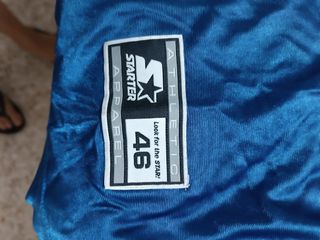 ATHLETIC
STARTER
Look for the STAR!
46
APPAREL